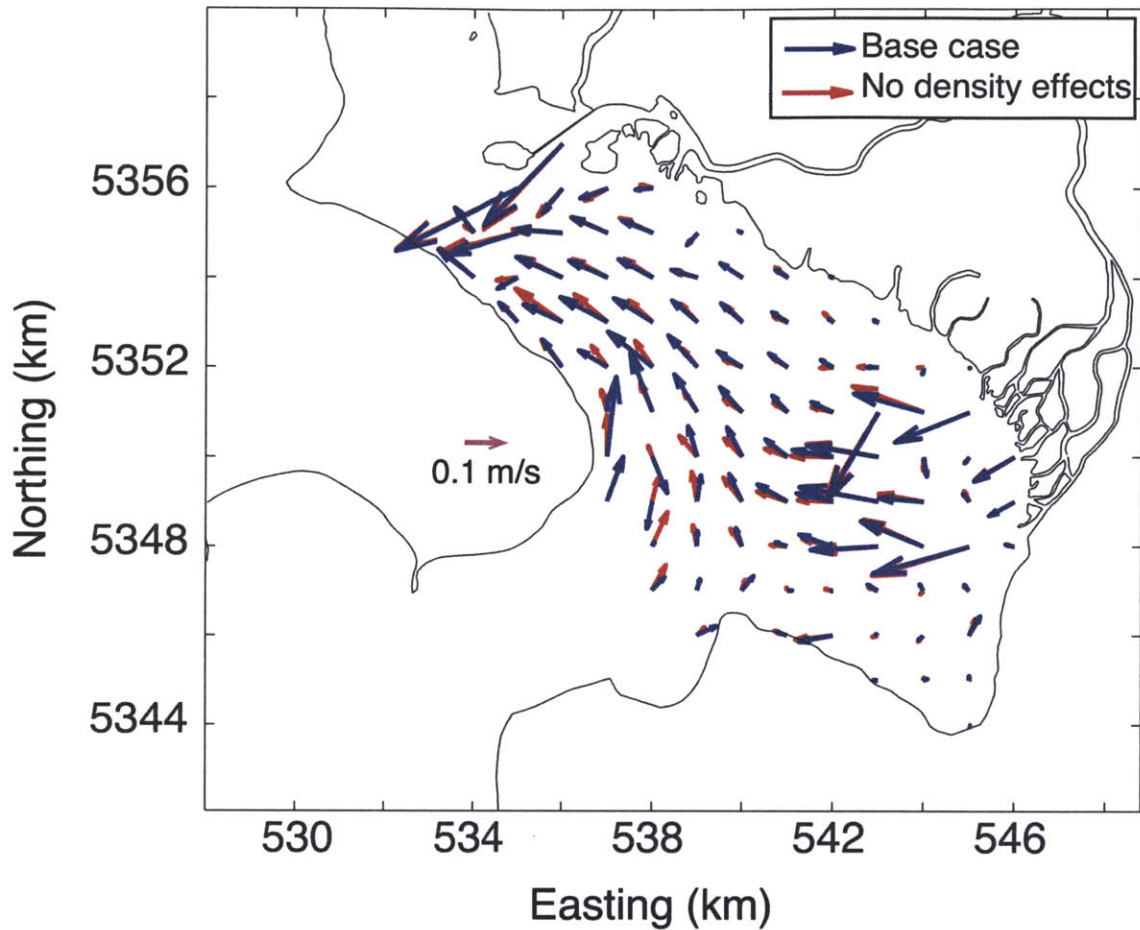 Base case
No density effects
5356
5352
5348
5344
Northing (km)
0.1 m/s
530
534
538
542
546
Easting (km)